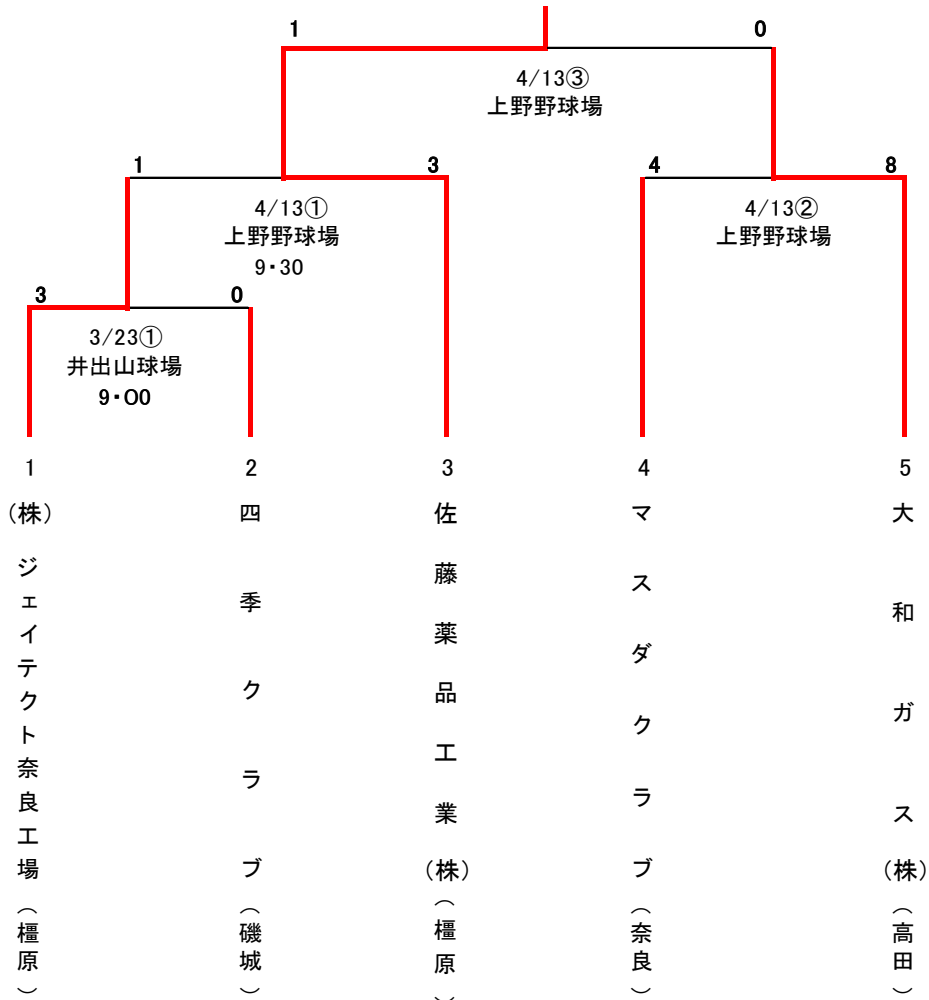 1
0
4/13③
上野野球場
1
3
4
8
4/13①
上野野球場
9・30
4/13②
上野野球場
3
0
3/23①
井出山球場
9・00
1
2
3
4
5
(株)ジェイテクト奈良工場(橿原)
四季クラブ(磯城)
佐藤薬品工業(株)(橿原)
マスダクラブ(奈良)
大和ガス(株)(高田)